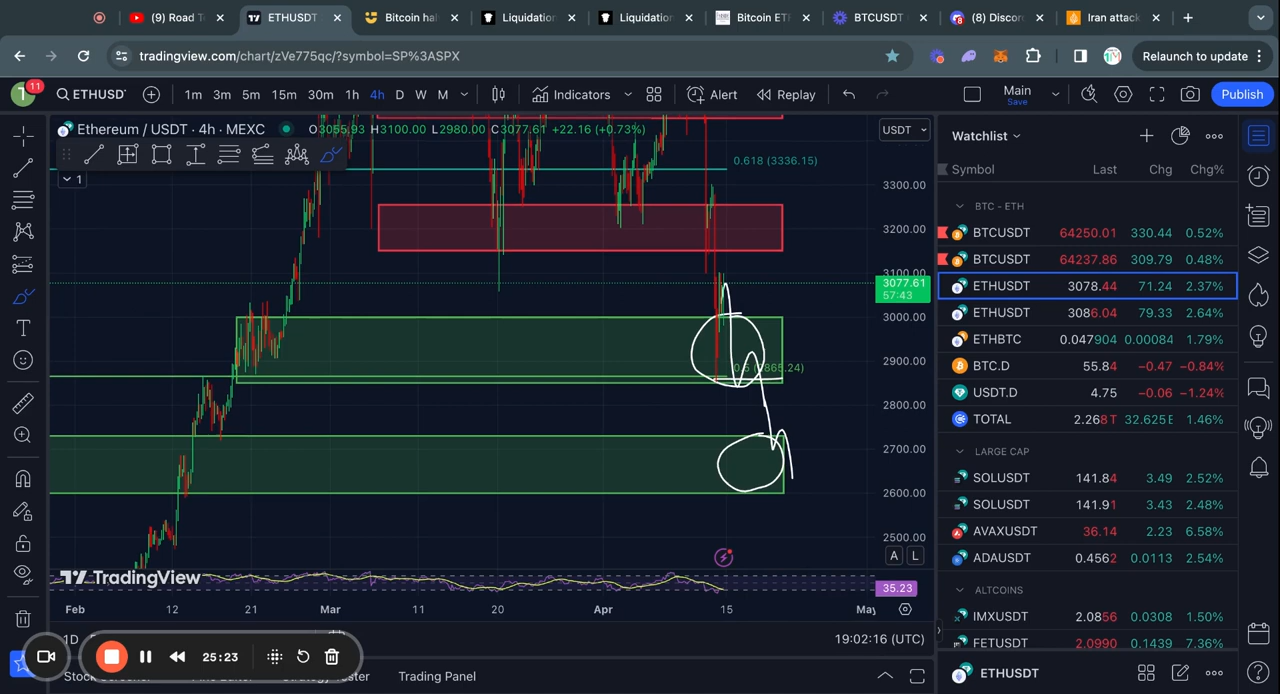 (9) Road T
ETHUSDT
Bitcoin hal
Liquidation
Liquidation
Bitcoin ET
BTCUSDT
(8) Discor
Iran attack
tradingview.com/chart/zVe775qc/?symbol=SP%3ASPX
Relaunch to update
T 11 ETHUSDT 1m 3m 5m 15m 30m 1h 4h D W M Indicators Alert Replay Main Save Publish
Ethereum / USDT · 4h · MEXC O3055.93 H3100.00 L2980.00 C3077.61 +22.16 (+0.73%) USDT
1
0.618 (3336.15)
3300.00
3200.00
3100.00
3077.61
57:43
3000.00
2900.00
2800.00
2700.00
2600.00
2500.00
A L
TradingView
35.23
Feb 12 21 Mar 11 20 Apr 15 May
1D 19:02:16 (UTC)
25:23
Trading Panel
Watchlist
Symbol Last Chg Chg%
BTC - ETH
BTCUSDT 64250.01 330.44 0.52%
BTCUSDT 64237.86 309.79 0.48%
ETHUSDT 3078.44 71.24 2.37%
ETHUSDT 3086.04 79.33 2.64%
ETHBTC 0.047904 0.00084 1.79%
BTC.D 55.84 −0.47 −0.84%
USDT.D 4.75 −0.06 −1.24%
TOTAL 2.268T 32.625E 1.46%
LARGE CAP
SOLUSDT 141.84 3.49 2.52%
SOLUSDT 141.91 3.43 2.48%
AVAXUSDT 36.14 2.23 6.58%
ADAUSDT 0.4562 0.0113 2.54%
ALTCOINS
IMXUSDT 2.0856 0.0308 1.50%
FETUSDT 2.0990 0.1439 7.36%
ETHUSDT